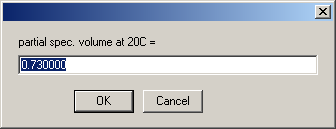 partial spec. volume at 20C =
0.730000
OK
Cancel